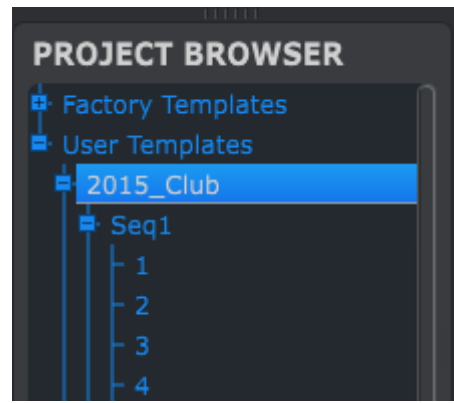 PROJECT BROWSER
Factory Templates
User Templates
2015_Club
Seq1
1
2
3
4